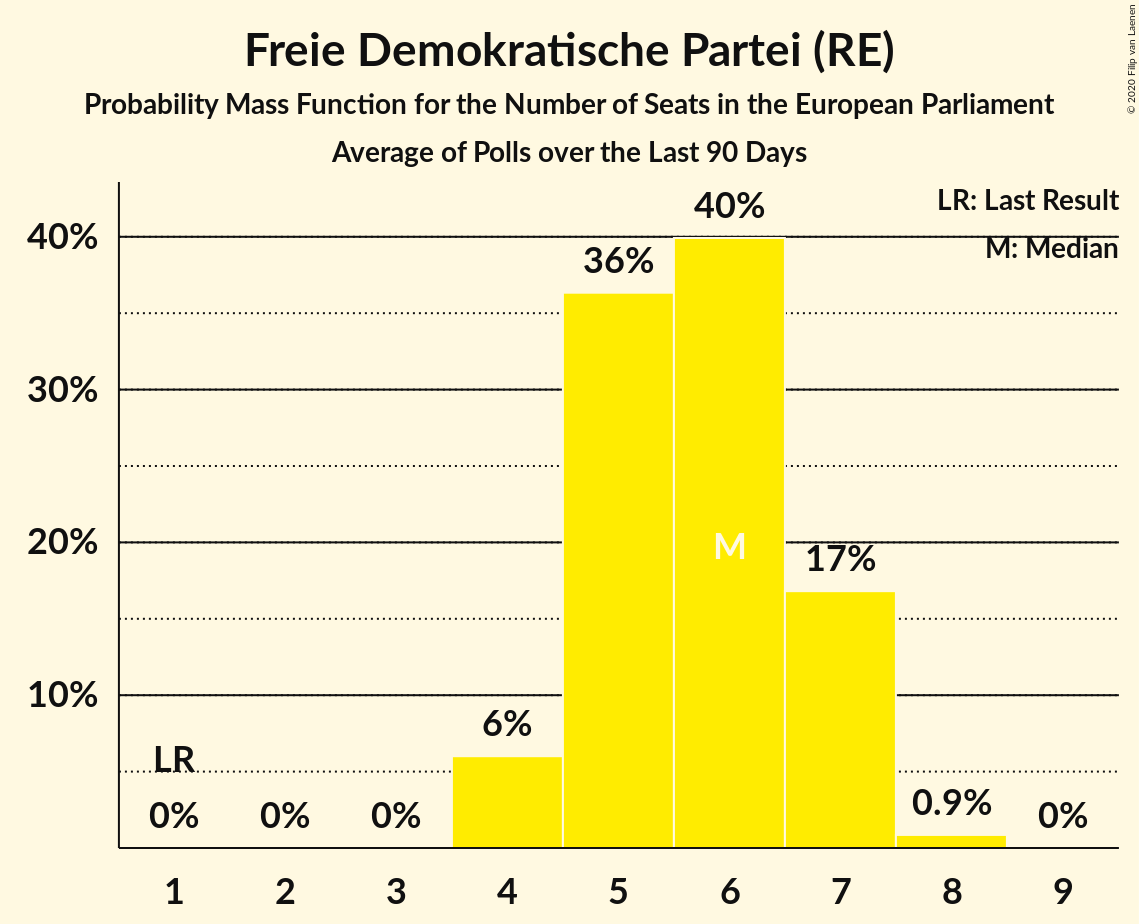 Freie Demokratische Partei (RE)
Probability Mass Function for the Number of Seats in the European Parliament
Average of Polls over the Last 90 Days
© 2020 Filip van Laenen
LR: Last Result
M: Median
40%
30%
20%
10%
LR
0%
0%
0%
6%
36%
40%
M
17%
0.9%
0%
1 2 3 4 5 6 7 8 9